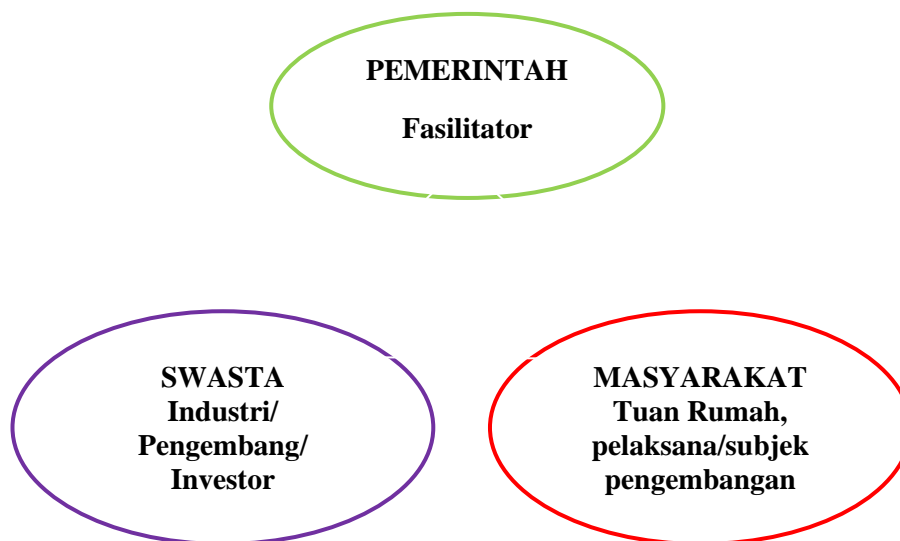 PEMERINTAH
Fasilitator
SWASTA
Industri/
Pengembang/
Investor
MASYARAKAT
Tuan Rumah,
pelaksana/subjek
pengembangan